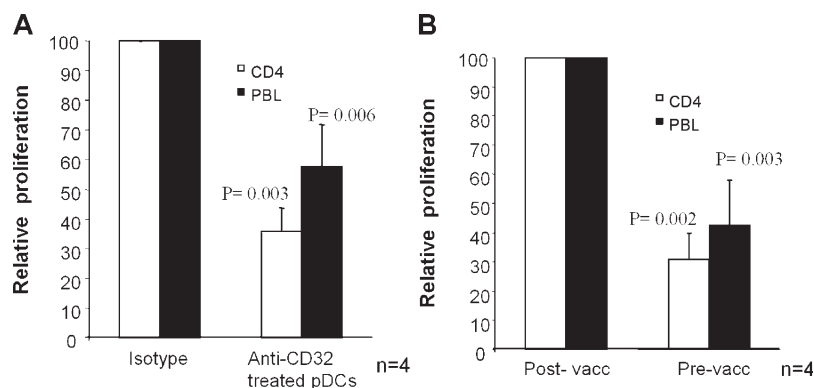 A
100
90
80
70
60
50
40
30
20
10
0
Relative proliferation
CD4
PBL
P= 0.006
P= 0.003
Isotype
Anti-CD32
treated pDCs
n=4
B
100
90
80
70
60
50
40
30
20
10
0
Relative proliferation
CD4
PBL
P= 0.003
P= 0.002
Post- vacc
Pre-vacc
n=4